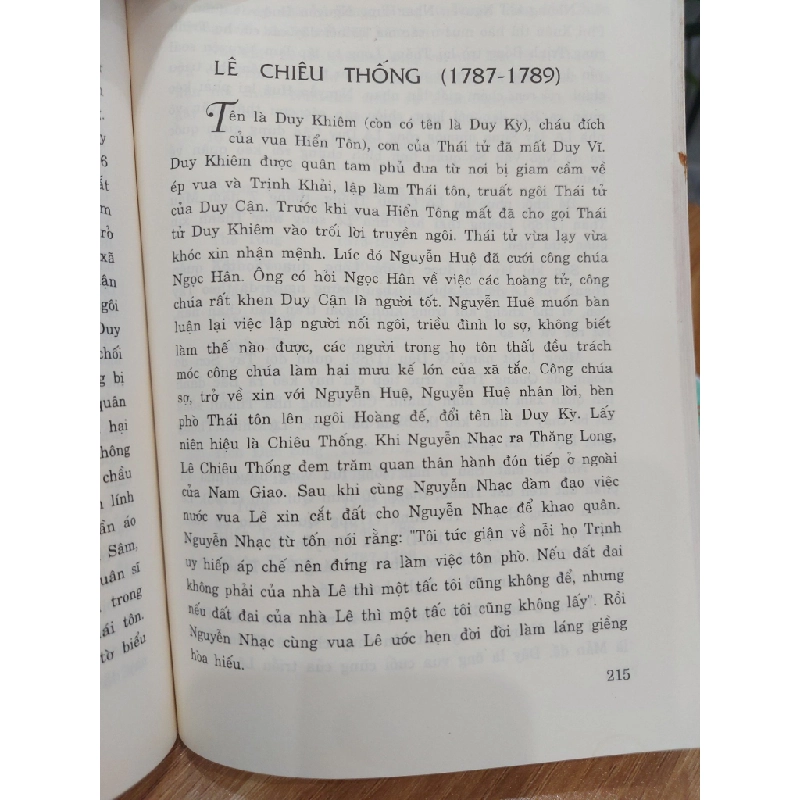 LÊ CHIÊU THỐNG (1787-1789)
Tên là Duy Khiêm (còn có tên là Duy Kỳ), cháu đích
của vua Hiển Tôn), con của Thái tử đã mất Duy Vĩ.
Duy Khiêm được quân tam phủ đưa từ nơi bị giam cầm về
ép vua và Trịnh Khải, lập làm Thái tôn, truất ngôi Thái tử
của Duy Cận. Trước khi vua Hiển Tông mất đã cho gọi Thái
tử Duy Khiêm vào trối lời truyền ngôi. Thái tử vừa lạy vừa
khóc xin nhận mệnh. Lúc đó Nguyễn Huệ đã cưới công chúa
Ngọc Hân. Ông có hỏi Ngọc Hân về việc các hoàng tử, công
chúa rất khen Duy Cận là người tốt. Nguyễn Huệ muốn bàn
luận lại việc lập người nối ngôi, triều đình lo sợ, không biết
làm thế nào được, các người trong họ tôn thất đều trách
móc công chúa làm hai mưu kế lớn của xã tắc. Công chúa
sợ, trở về xin với Nguyễn Huệ, Nguyễn Huệ nhận lời, bèn
phò Thái tôn lên ngôi Hoàng đế, đổi tên là Duy Kỳ. Lấy
niên hiệu là Chiêu Thống. Khi Nguyễn Nhạc ra Thăng Long,
Lê Chiêu Thống đem trăm quan thân hành đón tiếp ở ngoài
của Nam Giao. Sau khi cùng Nguyễn Nhạc đàm đạo việc
nước vua Lê xin cắt đất cho Nguyễn Nhạc để khao quân.
Nguyễn Nhạc từ tốn nói rằng: "Tôi tức giận về nỗi họ Trịnh
uy hiếp áp chế nên đứng ra làm việc tôn phò. Nếu đất đai
không phải của nhà Lê thì một tấc tôi cũng không để, nhưng
nếu đất đai của nhà Lê thì một tấc tôi cũng không lấy". Rồi
Nguyễn Nhạc cùng vua Lê ước hẹn đời đời làm láng giềng
hòa hiếu.
215